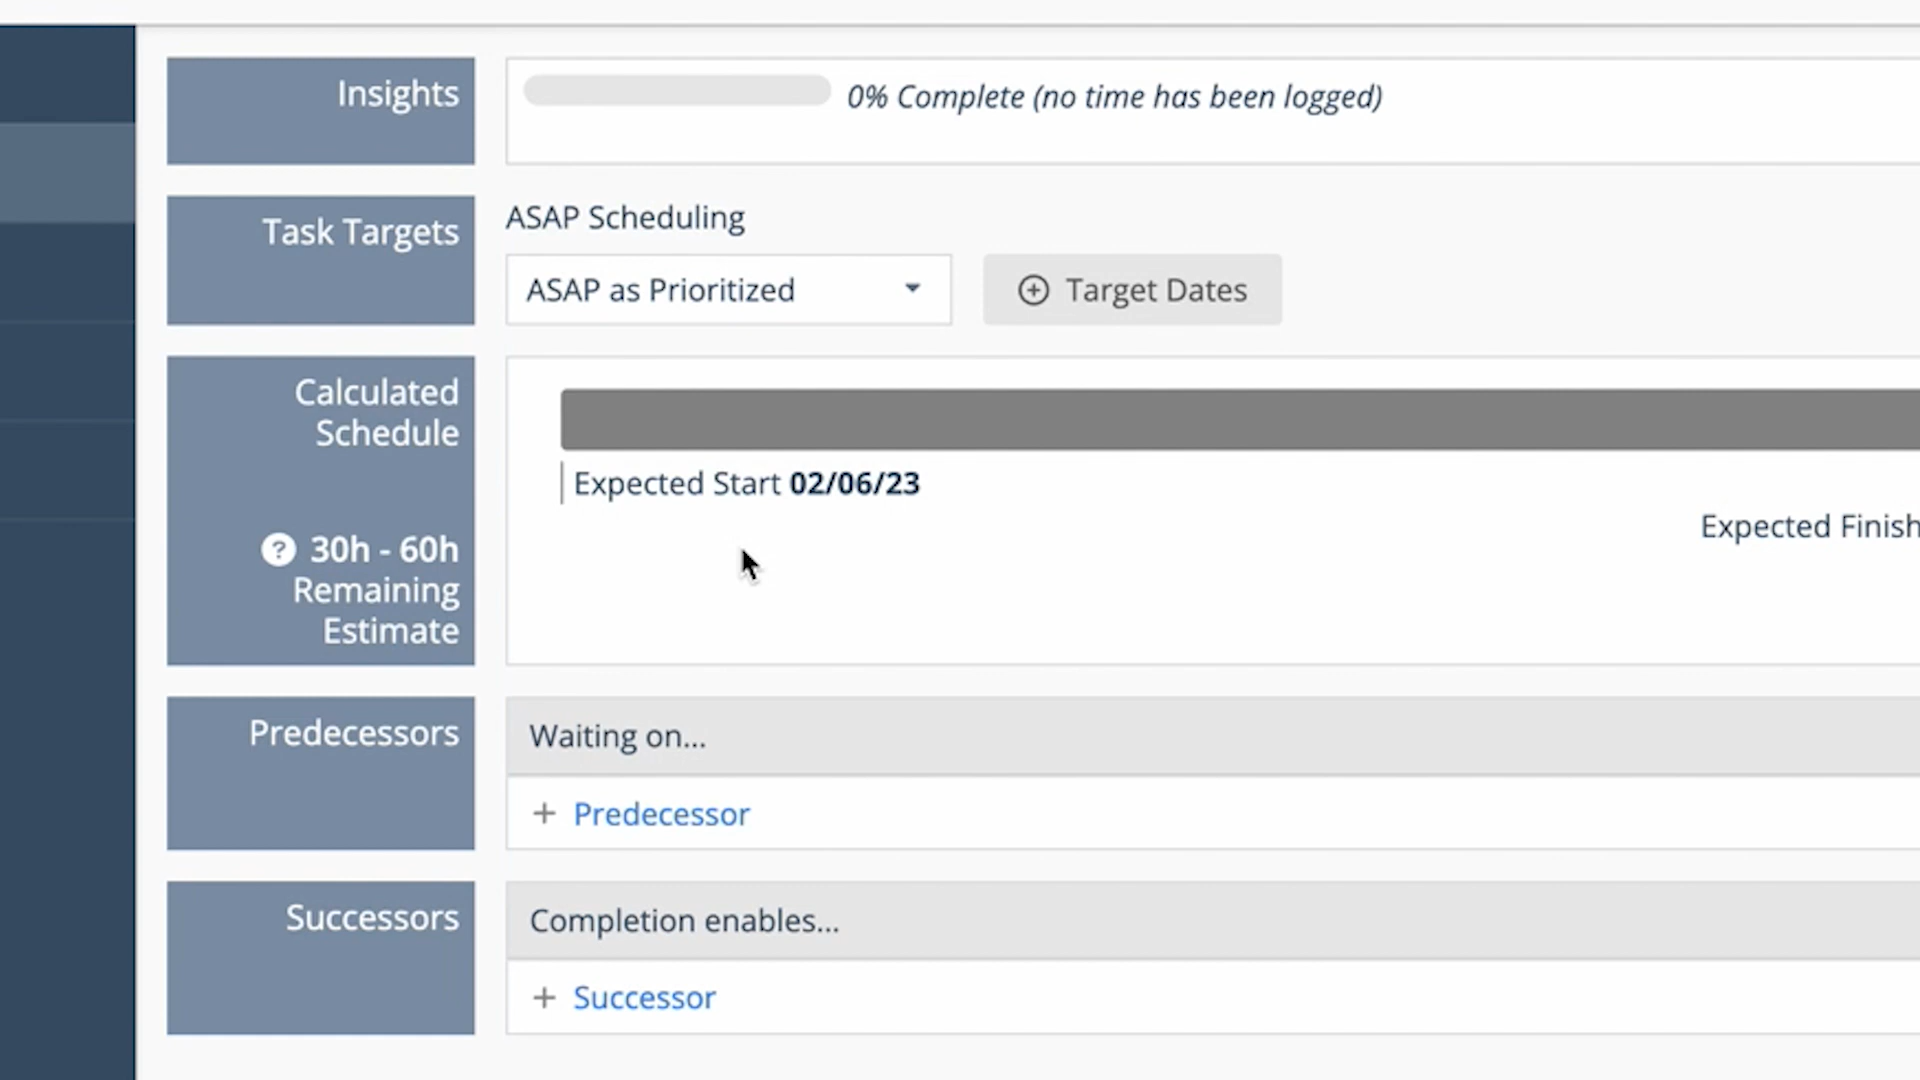 Insights
0% Complete (no time has been logged)
Task Targets
ASAP Scheduling
ASAP as Prioritized
Target Dates
Calculated
Schedule
Expected Start 02/06/23
Expected Finish
? 30h - 60h
Remaining
Estimate
Predecessors
Waiting on...
+ Predecessor
Successors
Completion enables...
+ Successor